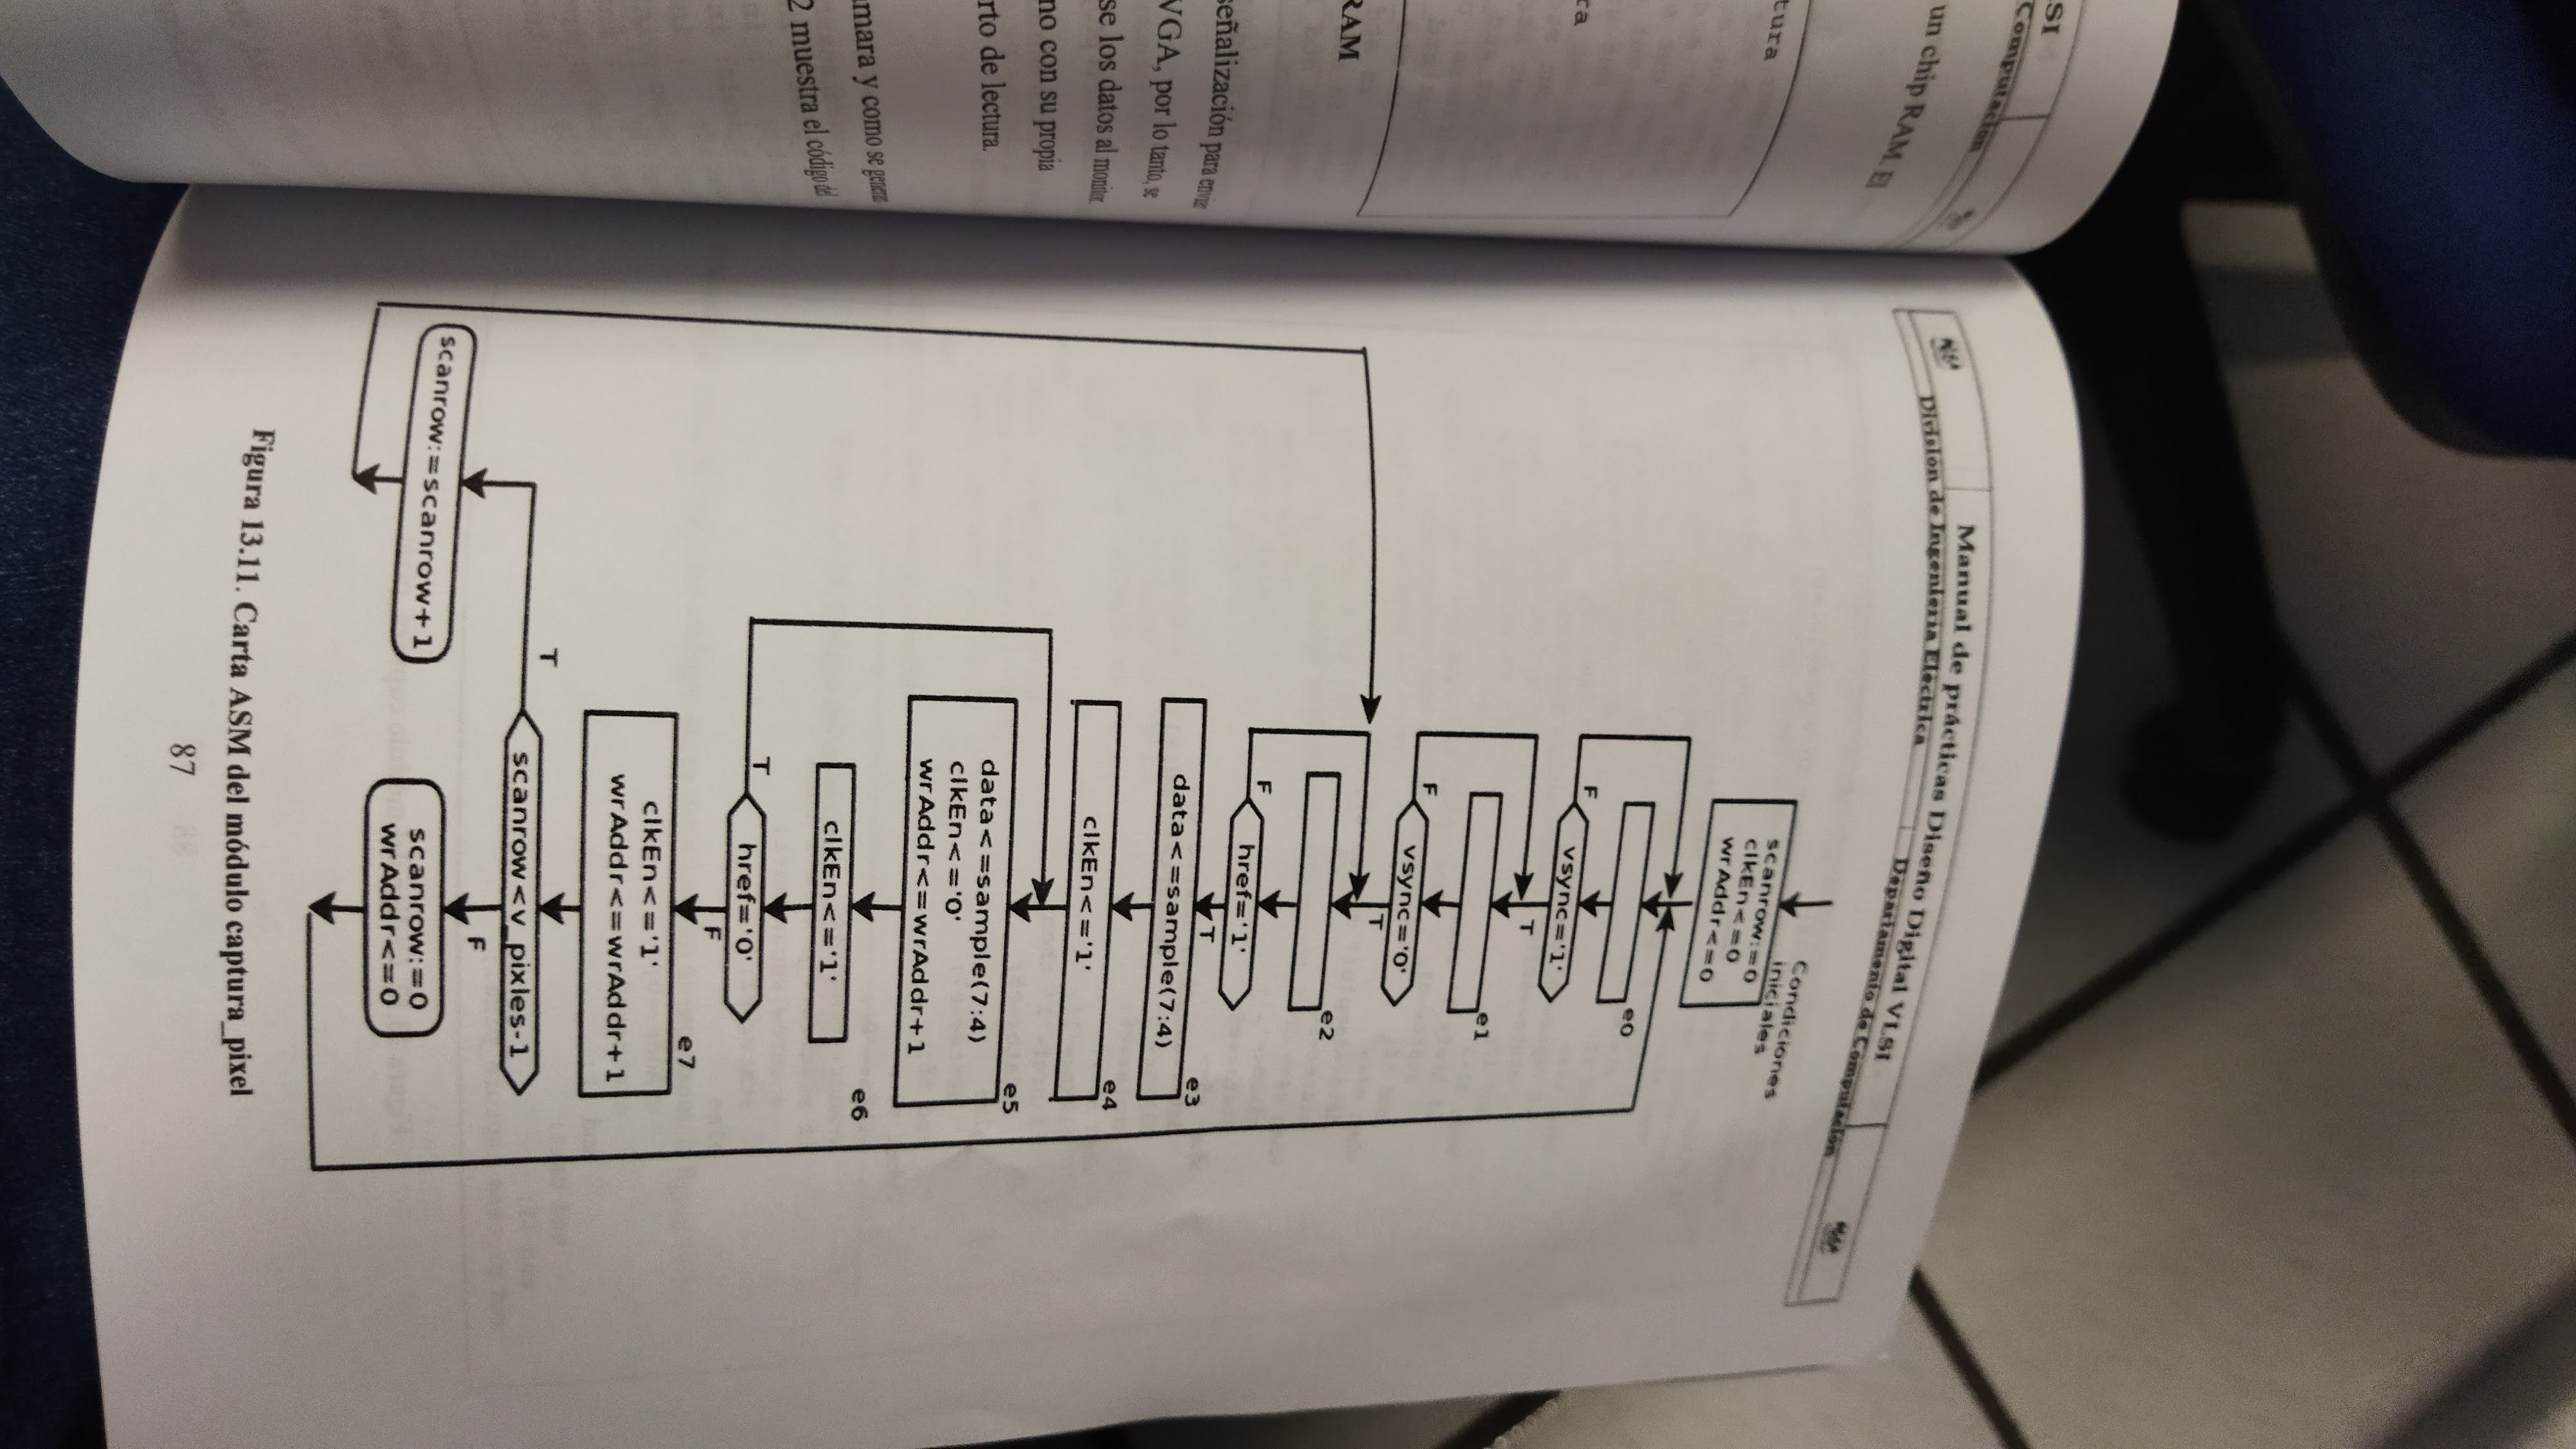 SI
Computación
un chip RAM. El
tura
ra
RAM
señalización para enviar
VGA, por lo tanto, se
se los datos al monitor.
no con su propia
rto de lectura.
mara y como se generan
2 muestra el código del
Manual de prácticas Diseño Digital VLSI
División de Ingeniería Eléctrica
Departamento de Computación
Condiciones
iniciales
scanrow:=0
clkEn<=0
wrAddr<=0
e0
F
vsync='1'
T
e1
F
vsync='0'
T
e2
F
href='1'
T
e3
data<=sample(7:4)
e4
clkEn<='1'
e5
data<=sample(7:4)
clkEn<='0'
wrAddr<=wrAddr+1
e6
clkEn<='1'
T
href='0'
F
e7
clkEn<='1'
wrAddr<=wrAddr+1
T
scanrow<v_pixles-1
F
scanrow:=scanrow+1
scanrow:=0
wrAddr<=0
Figura 13.11. Carta ASM del módulo captura_pixel
87